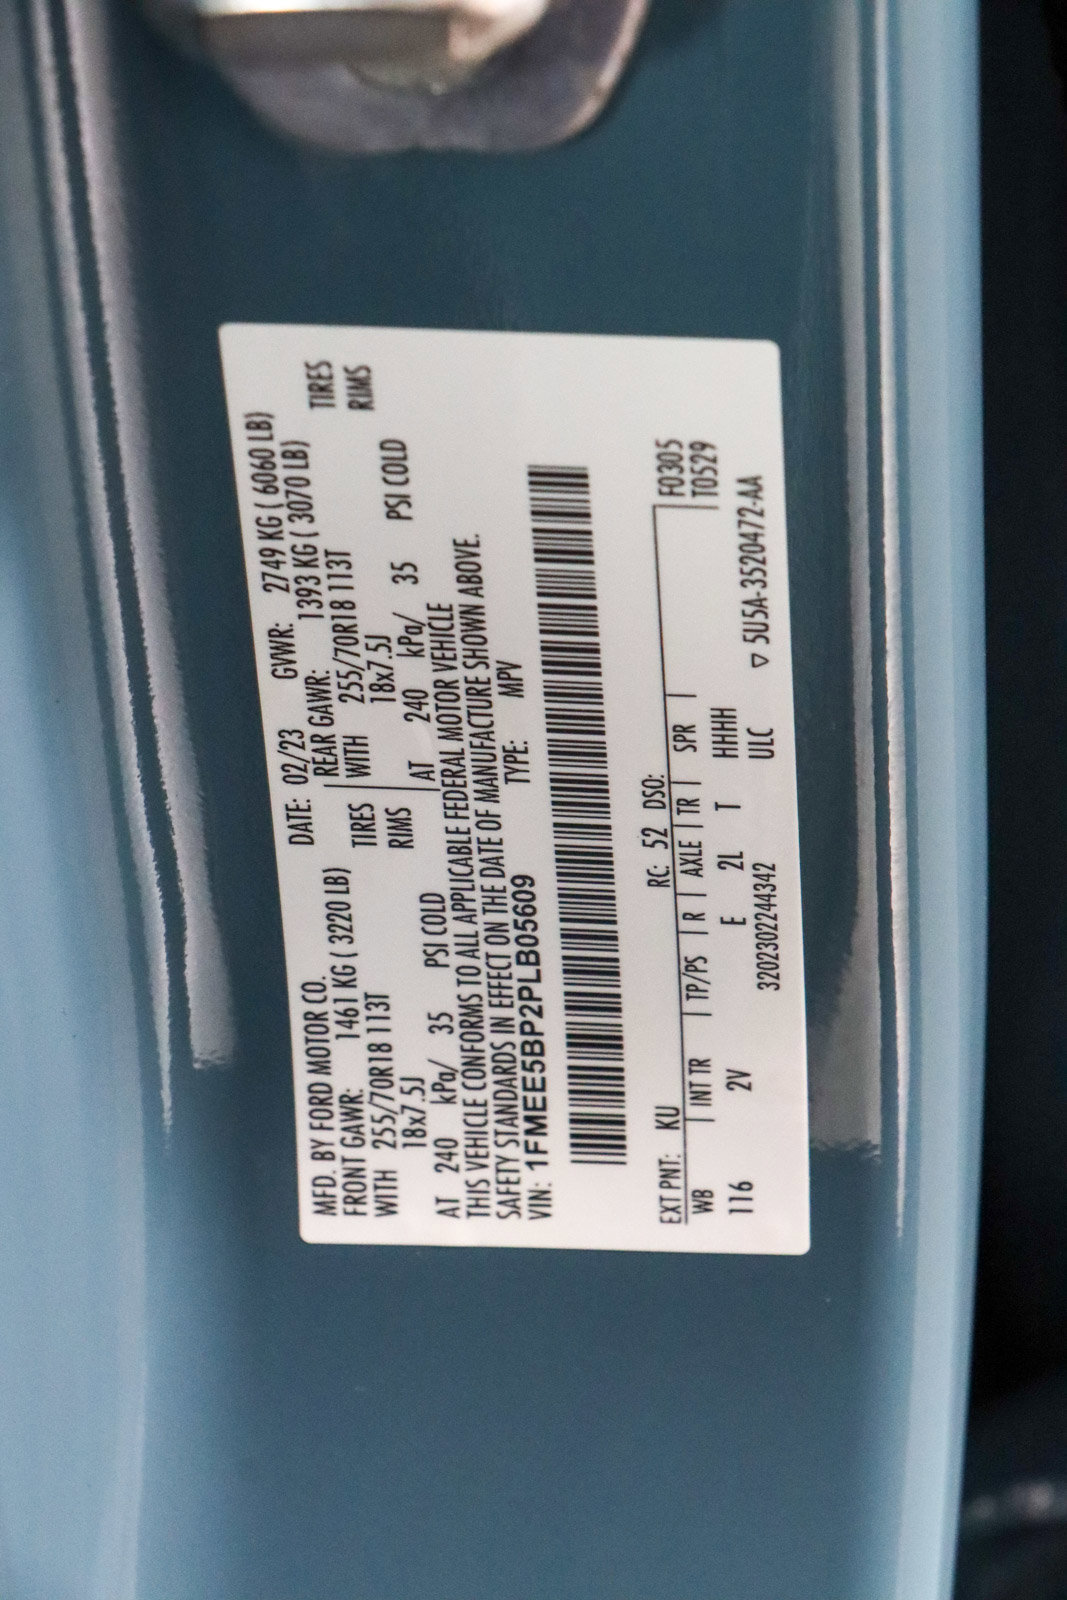 MFD. BY FORD MOTOR CO.
DATE: 02/23 GVWR: 2749 KG ( 6060 LB)
FRONT GAWR: 1461 KG ( 3220 LB) REAR GAWR: 1393 KG ( 3070 LB)
WITH 255/70R18 113T TIRES WITH 255/70R18 113T TIRES
18x7.5J RIMS 18x7.5J RIMS
AT 240 kPa/ 35 PSI COLD AT 240 kPa/ 35 PSI COLD
THIS VEHICLE CONFORMS TO ALL APPLICABLE FEDERAL MOTOR VEHICLE
SAFETY STANDARDS IN EFFECT ON THE DATE OF MANUFACTURE SHOWN ABOVE.
VIN: 1FMEE5BP2PLB05609 TYPE: MPV
EXT PNT: KU RC: 52 DSO: F0305
WB INT TR TP/PS R AXLE TR SPR T0529
116 2V E 2L T HHHH
320230224342 ULC ▽ 5U5A-3520472-AA